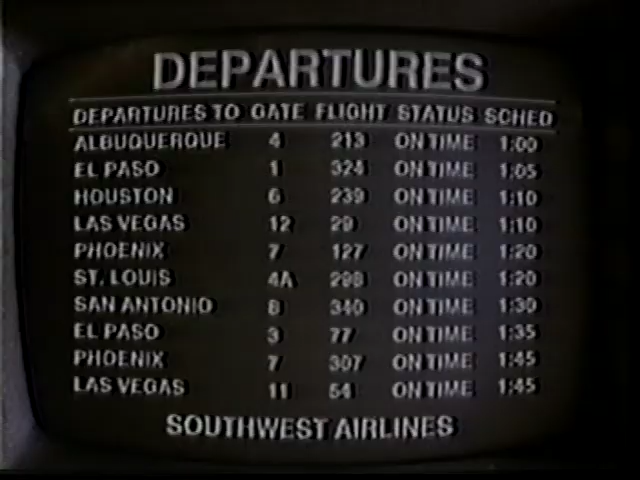 DEPARTURES
DEPARTURES TO GATE FLIGHT STATUS SCHED
ALBUQUERQUE 4 213 ON TIME 1:00
EL PASO 1 324 ON TIME 1:05
HOUSTON 6 239 ON TIME 1:10
LAS VEGAS 12 29 ON TIME 1:10
PHOENIX 7 127 ON TIME 1:20
ST. LOUIS 4A 298 ON TIME 1:20
SAN ANTONIO 8 340 ON TIME 1:30
EL PASO 3 77 ON TIME 1:35
PHOENIX 7 307 ON TIME 1:45
LAS VEGAS 11 54 ON TIME 1:45
SOUTHWEST AIRLINES